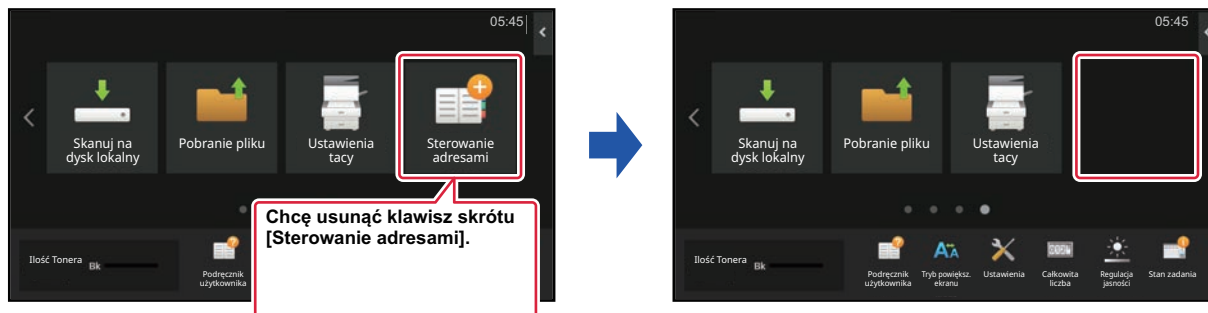 05:45
Skanuj na
dysk lokalny
Pobranie pliku
Ustawienia
tacy
Sterowanie
adresami
Chcę usunąć klawisz skrótu
[Sterowanie adresami].
Ilość Tonera
Bk
Podręcznik
użytkownika
05:45
Skanuj na
dysk lokalny
Pobranie pliku
Ustawienia
tacy
Ilość Tonera
Bk
Podręcznik
użytkownika
Tryb powiększ.
ekranu
Ustawienia
Całkowita
liczba
Regulacja
jasności
Stan zadania